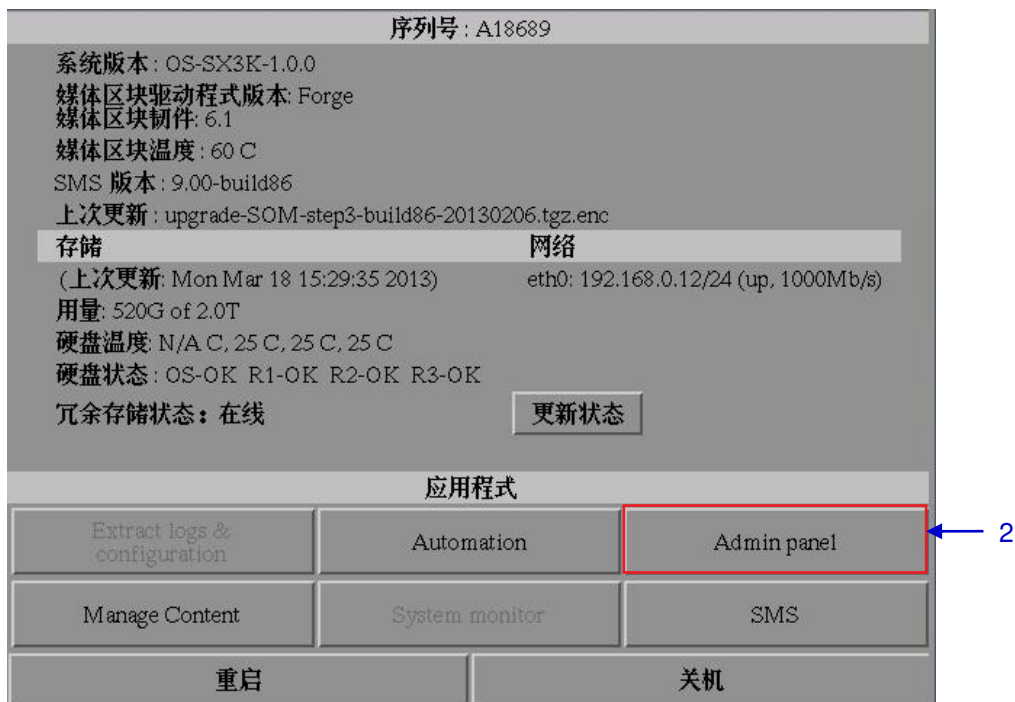 序列号 : A18689
系统版本 : OS-SX3K-1.0.0
媒体区块驱动程式版本: Forge
媒体区块韧件: 6.1
媒体区块温度 : 60 C
SMS 版本 : 9.00-build86
上次更新 : upgrade-SOM-step3-build86-20130206.tgz.enc
存储 网络
(上次更新: Mon Mar 18 15:29:35 2013) eth0: 192.168.0.12/24 (up, 1000Mb/s)
用量: 520G of 2.0T
硬盘温度: N/A C, 25 C, 25 C, 25 C
硬盘状态 : OS-OK R1-OK R2-OK R3-OK
冗余存储状态：在线 更新状态
应用程式
Extract logs &
configuration
Automation
Admin panel
2
Manage Content
System monitor
SMS
重启
关机